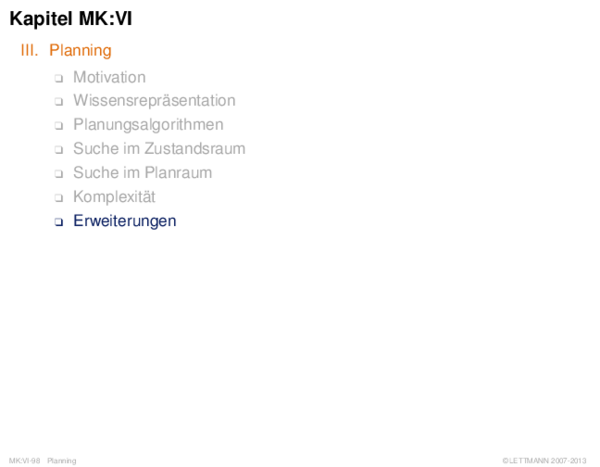 Kapitel MK:VI
III. Planning
❑ Motivation
❑ Wissensrepräsentation
❑ Planungsalgorithmen
❑ Suche im Zustandsraum
❑ Suche im Planraum
❑ Komplexität
❑ Erweiterungen
MK:VI-98 Planning ©LETTMANN 2007-2013